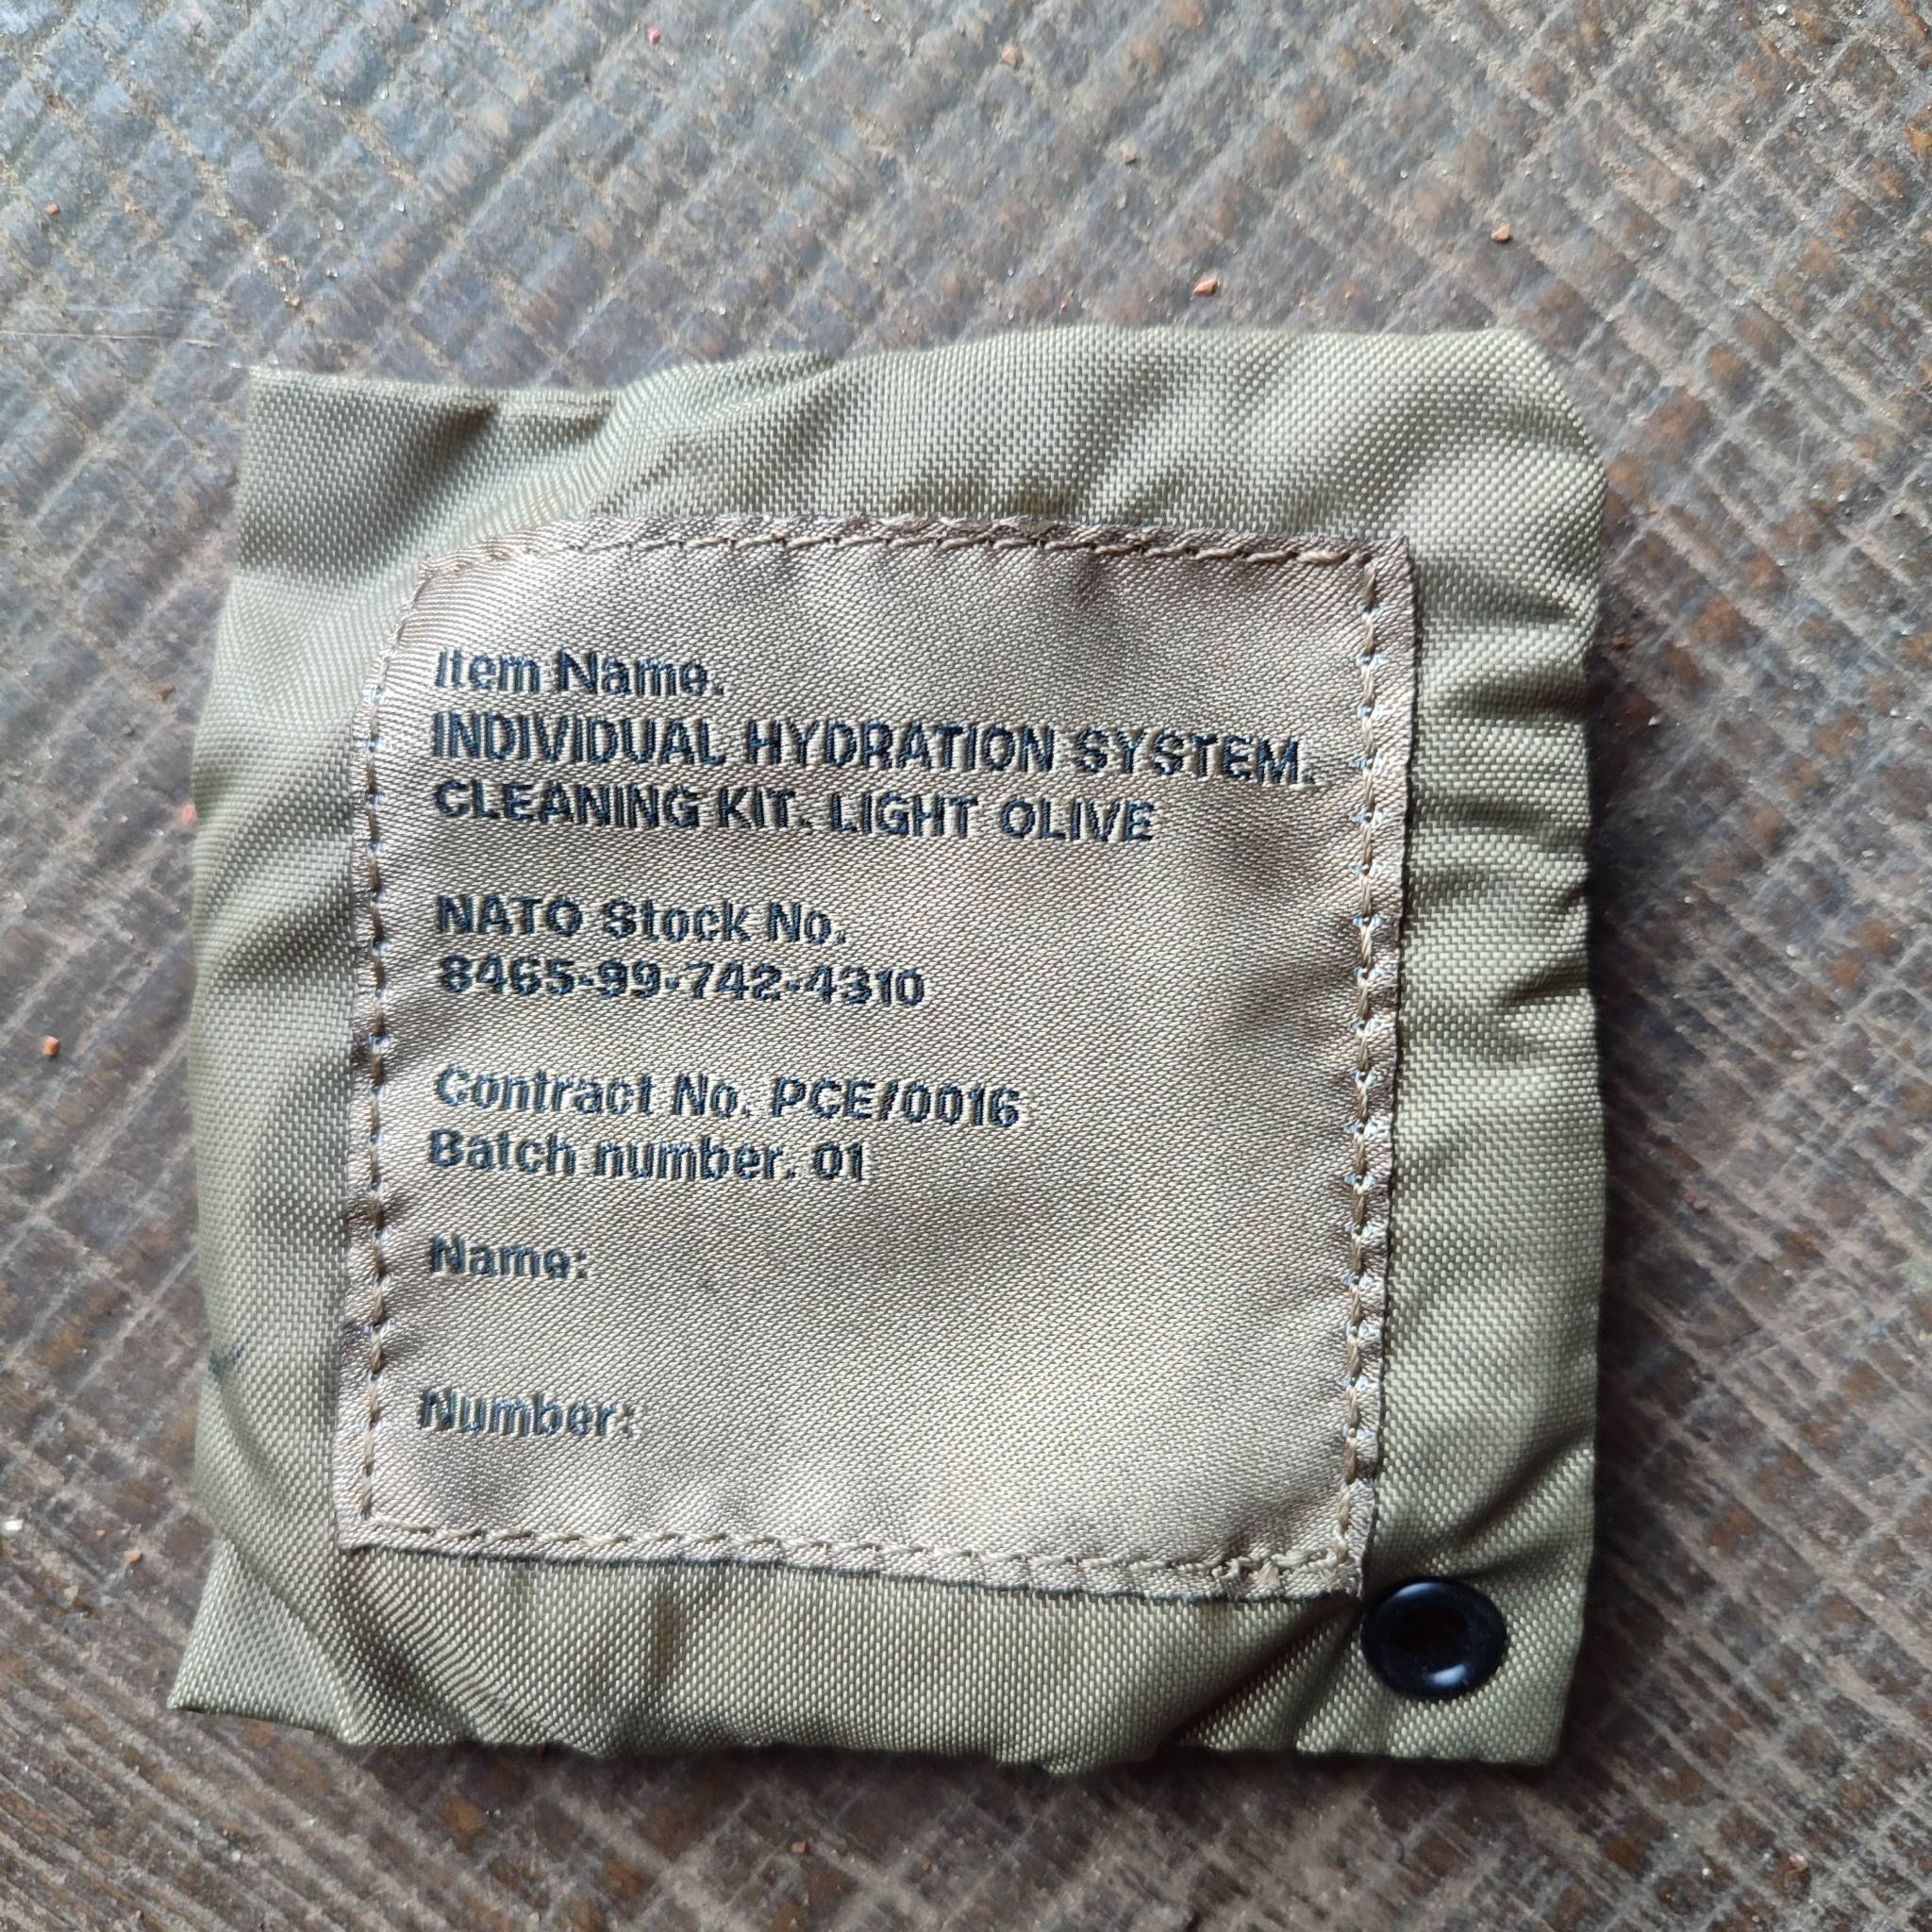 Item Name.
INDIVIDUAL HYDRATION SYSTEM.
CLEANING KIT. LIGHT OLIVE
NATO Stock No.
8465-99-742-4310
Contract No. PCE/0016
Batch number. 01
Name:
Number: